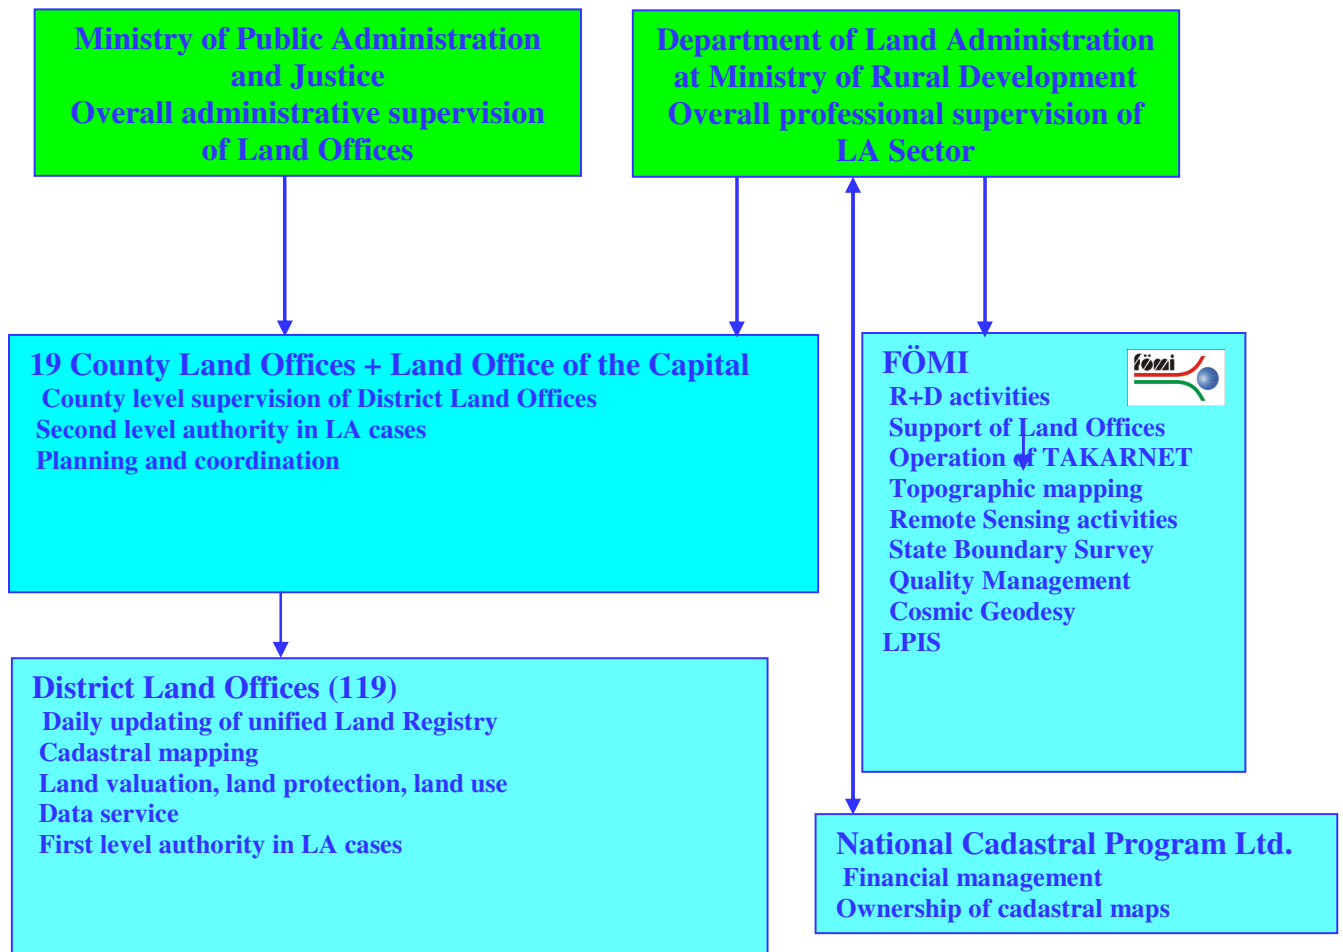 Ministry of Public Administration
and Justice
Overall administrative supervision
of Land Offices
Department of Land Administration
at Ministry of Rural Development
Overall professional supervision of
LA Sector
19 County Land Offices + Land Office of the Capital
County level supervision of District Land Offices
Second level authority in LA cases
Planning and coordination
FÖMI
fömi
R+D activities
Support of Land Offices
Operation of TAKARNET
Topographic mapping
Remote Sensing activities
State Boundary Survey
Quality Management
Cosmic Geodesy
LPIS
District Land Offices (119)
Daily updating of unified Land Registry
Cadastral mapping
Land valuation, land protection, land use
Data service
First level authority in LA cases
National Cadastral Program Ltd.
Financial management
Ownership of cadastral maps